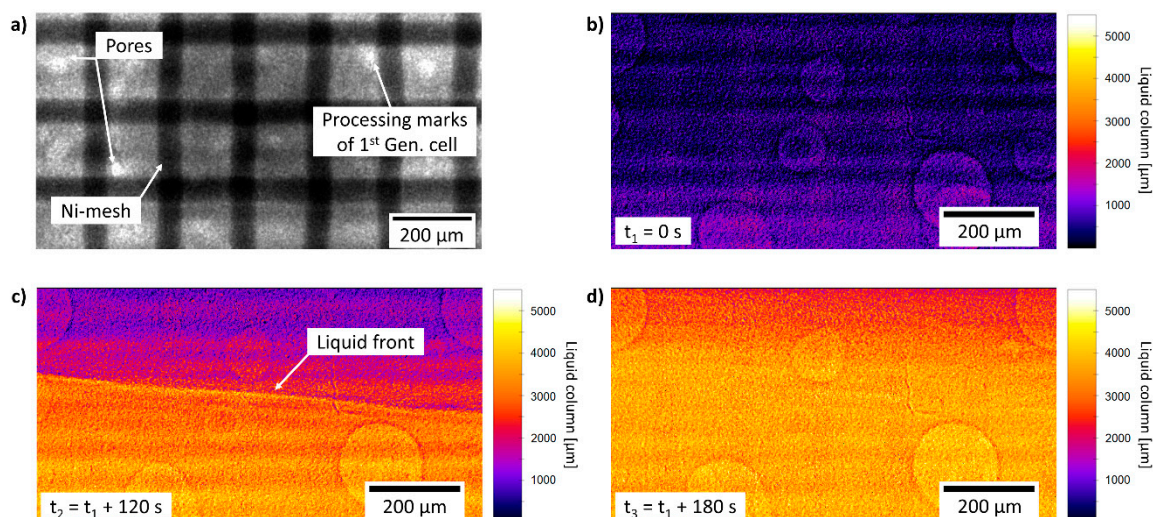 a)
Pores
Processing marks
of 1st Gen. cell
Ni-mesh
200 µm
b)
t1 = 0 s
200 µm
5000
4000
3000
2000
1000
Liquid column [µm]
c)
Liquid front
t2 = t1 + 120 s
200 µm
5000
4000
3000
2000
1000
Liquid column [µm]
d)
t3 = t1 + 180 s
200 µm
5000
4000
3000
2000
1000
Liquid column [µm]